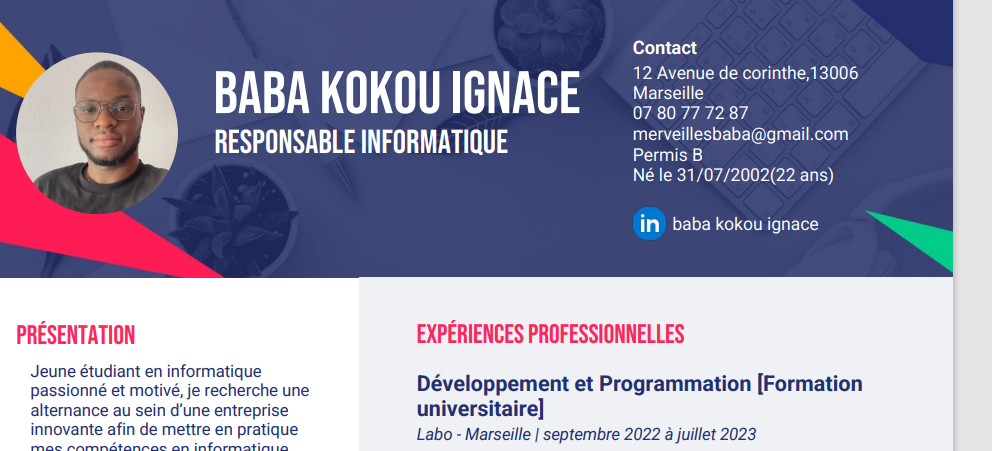 BABA KOKOU IGNACE
RESPONSABLE INFORMATIQUE
Contact
12 Avenue de corinthe,13006
Marseille
07 80 77 72 87
merveillesbaba@gmail.com
Permis B
Né le 31/07/2002(22 ans)
in baba kokou ignace
PRÉSENTATION
Jeune étudiant en informatique
passionné et motivé, je recherche une
alternance au sein d'une entreprise
innovante afin de mettre en pratique
mes compétences en informatique
EXPÉRIENCES PROFESSIONNELLES
Développement et Programmation [Formation
universitaire]
Labo - Marseille | septembre 2022 à juillet 2023